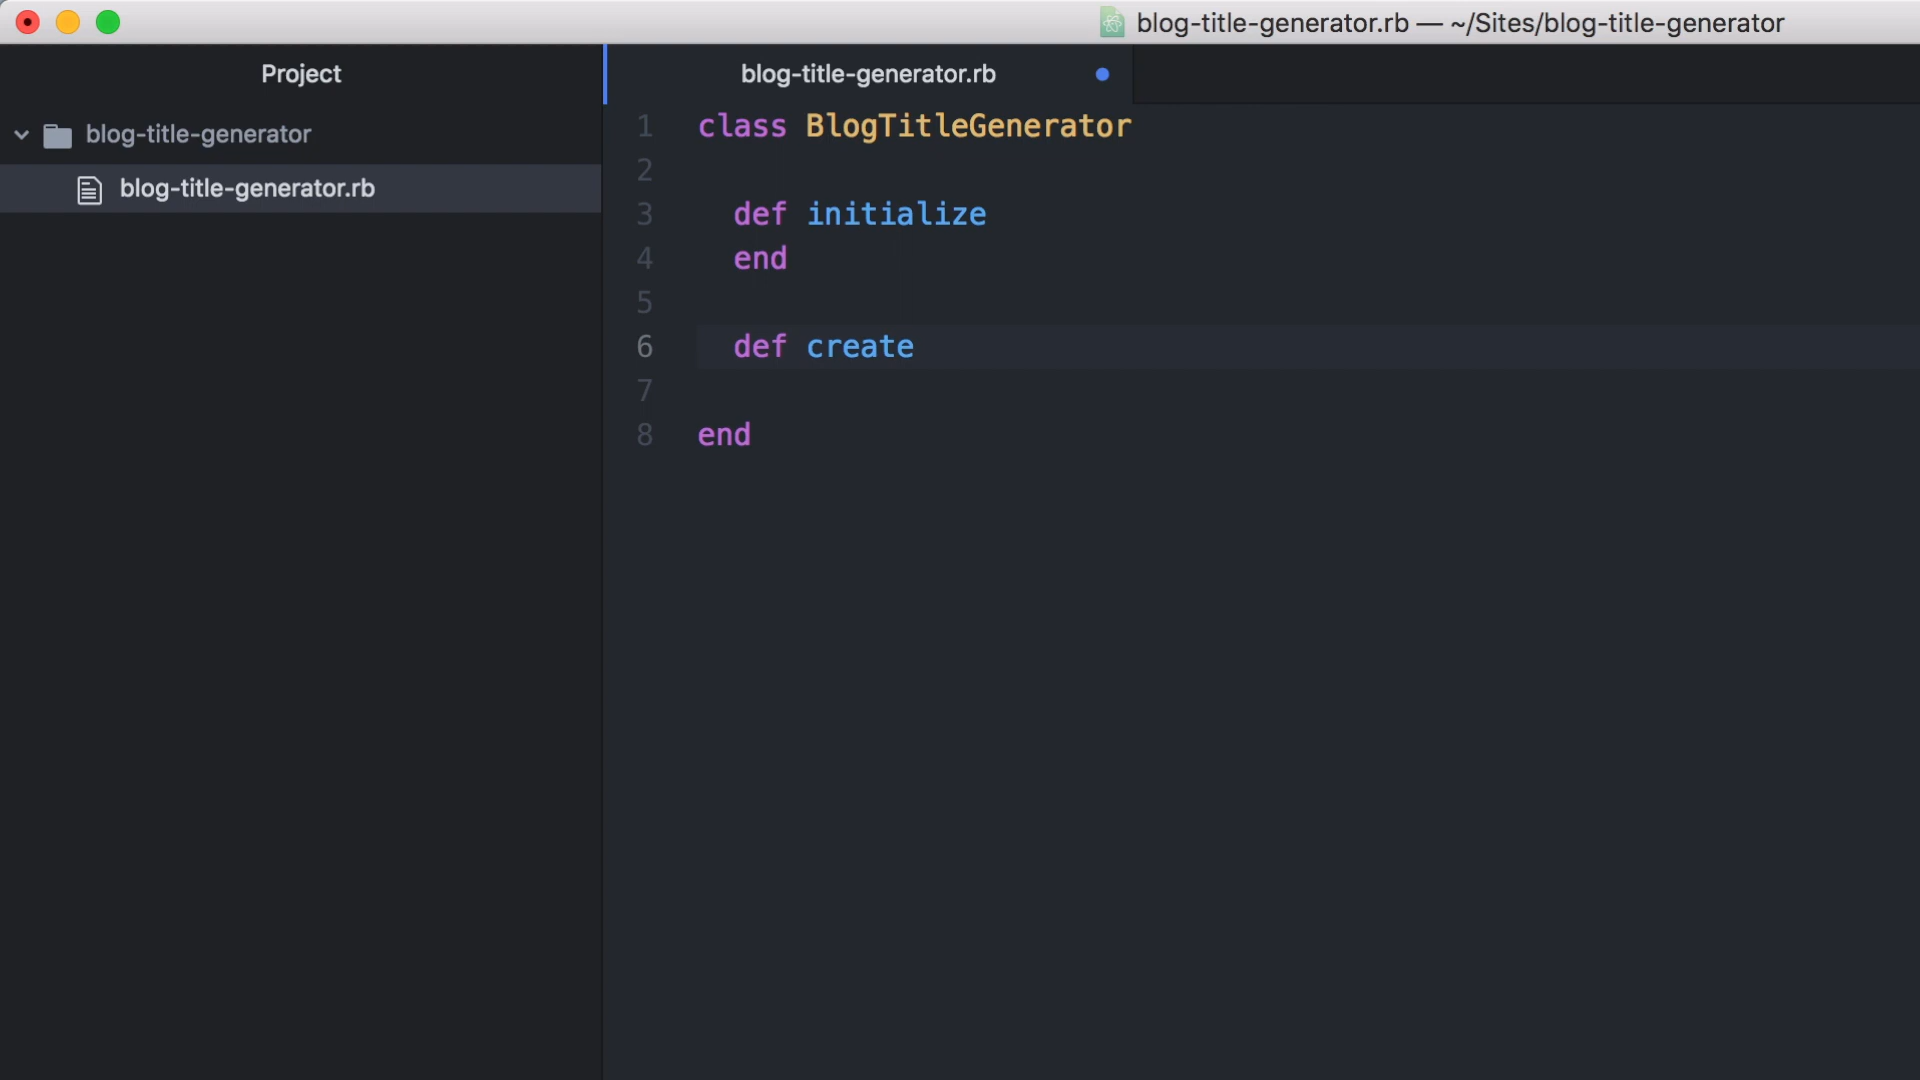 blog-title-generator.rb — ~/Sites/blog-title-generator
Project
blog-title-generator
blog-title-generator.rb
blog-title-generator.rb
1 class BlogTitleGenerator
2
3 def initialize
4 end
5
6 def create
7
8 end